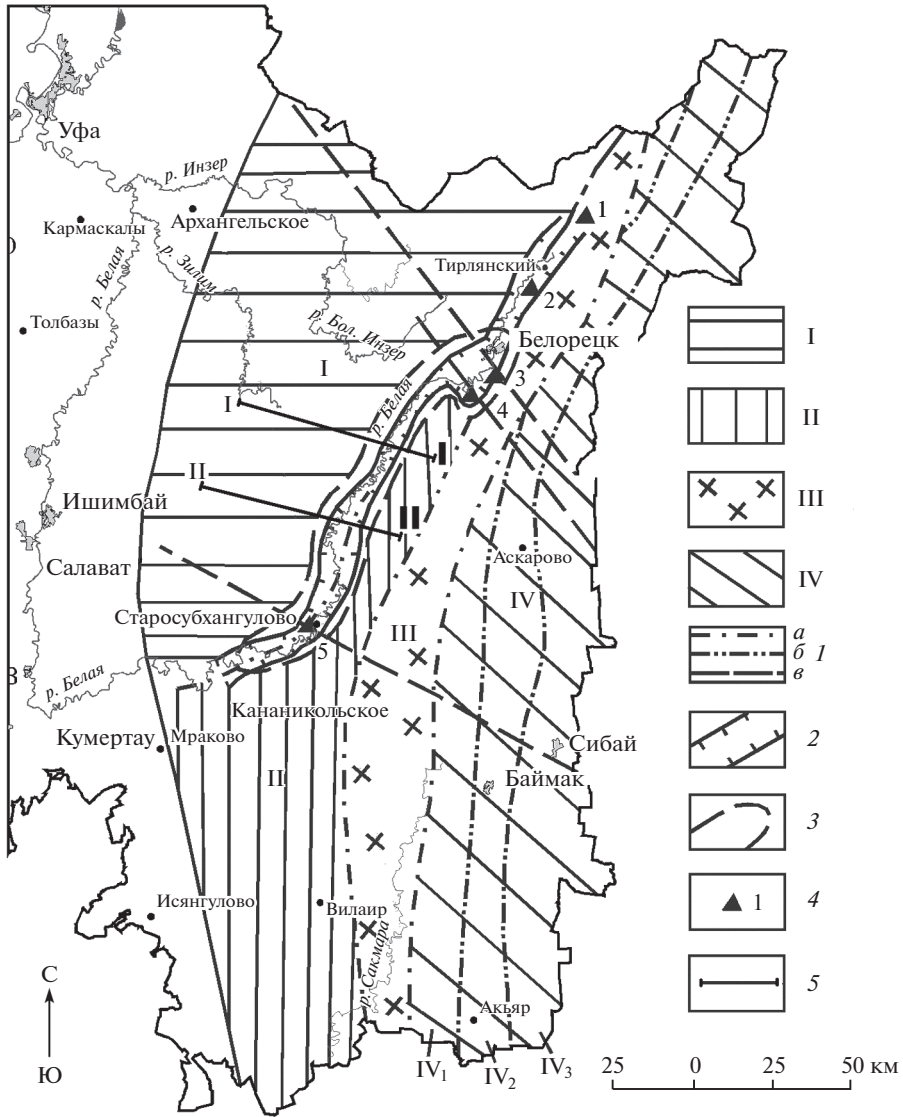 Уфа
р. Инзер
Кармаскалы
Архангельское
р. Белая
р. Зилим
Тирлянский
1
2
Толбазы
р. Бол. Инзер
Белорецк
I
I
р. Белая
3
4
I
II
II
Ишимбай
Аскарово
Салават
IV
Старосубхангулово
III
5
В
р. Белая
Кананикольское
Кумертау
Мраково
Сибай
II
Баймак
Исянгулово
Вилаир
р. Сакмара
С
Ю
Акъяр
IV1
IV2
IV3
I
II
III
IV
а
б 1
в
2
3
1 4
5
25 0 25 50 км